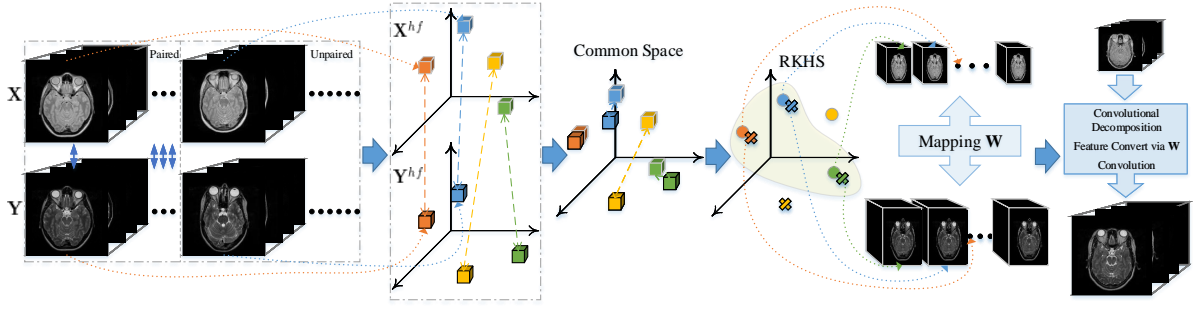 Paired
Unpaired
X
Y
X^{hf}
Y^{hf}
Common Space
RKHS
Mapping W
Convolutional
Decomposition
Feature Convert via W
Convolution